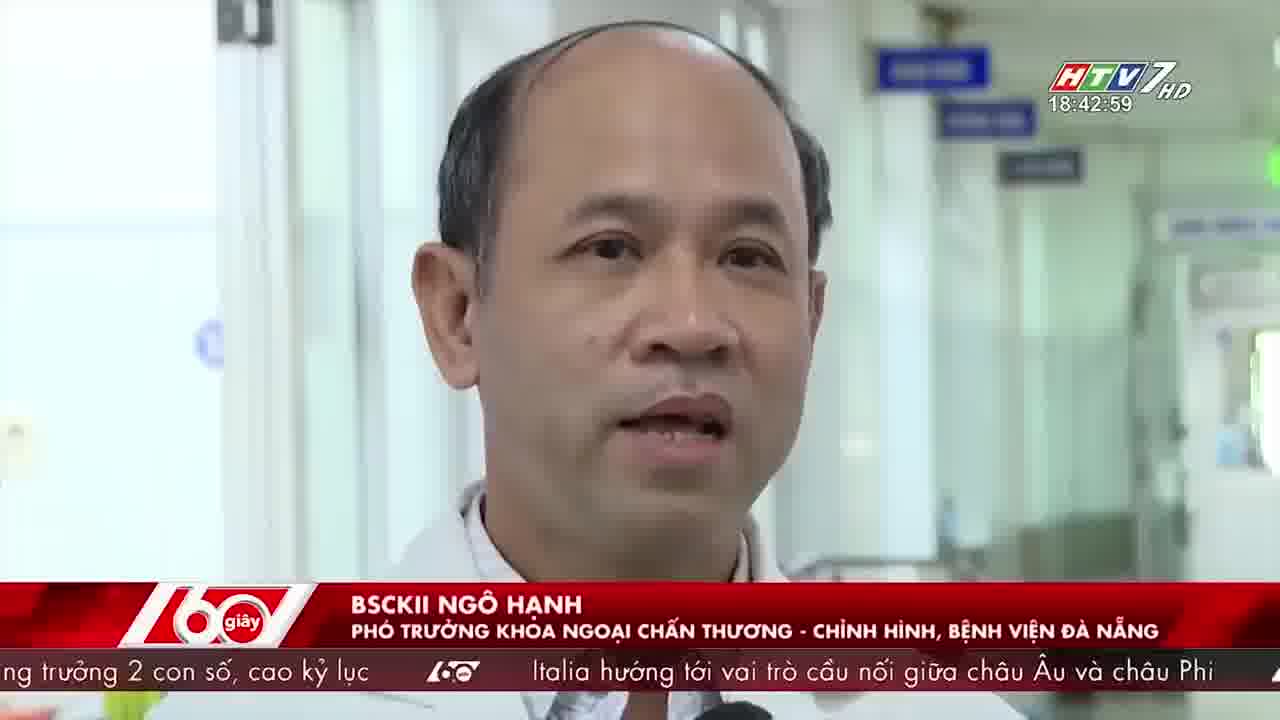 HTV7 HD
18:42:59
60 giây
BSCKII NGÔ HẠNH
PHÓ TRƯỞNG KHOA NGOẠI CHẤN THƯƠNG - CHỈNH HÌNH, BỆNH VIỆN ĐÀ NẴNG
ng trưởng 2 con số, cao kỷ lục 60 giây Italia hướng tới vai trò cầu nối giữa châu Âu và châu Phi